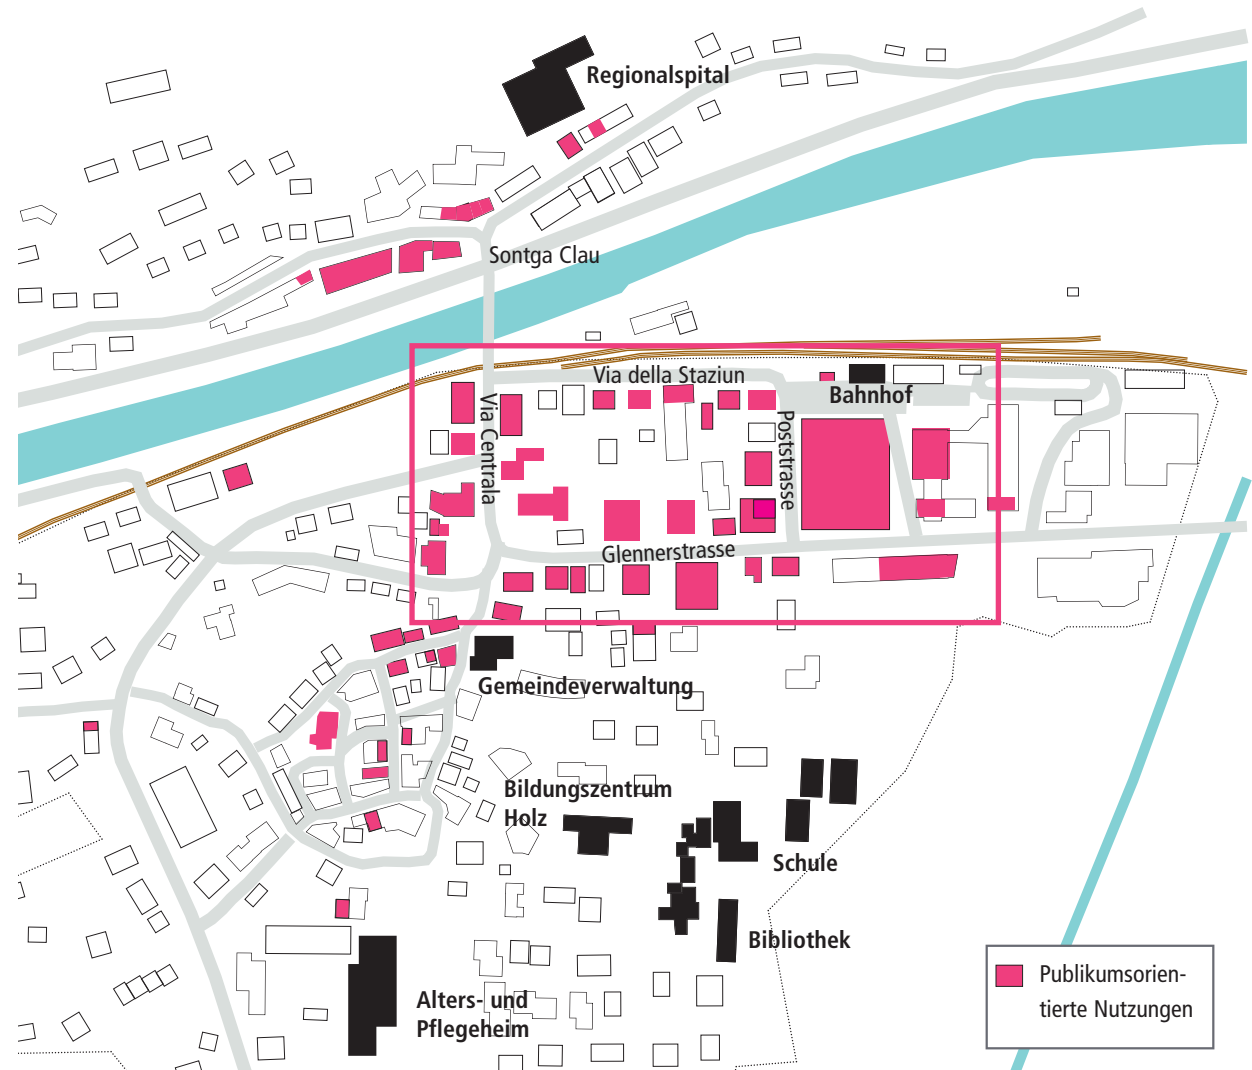 Regionalspital
Sontga Clau
Via della Staziun
Bahnhof
Via Centrala
Poststrasse
Glennerstrasse
Gemeindeverwaltung
Bildungszentrum
Holz
Schule
Bibliothek
Alters- und
Pflegeheim
Publikumsorien-
tierte Nutzungen